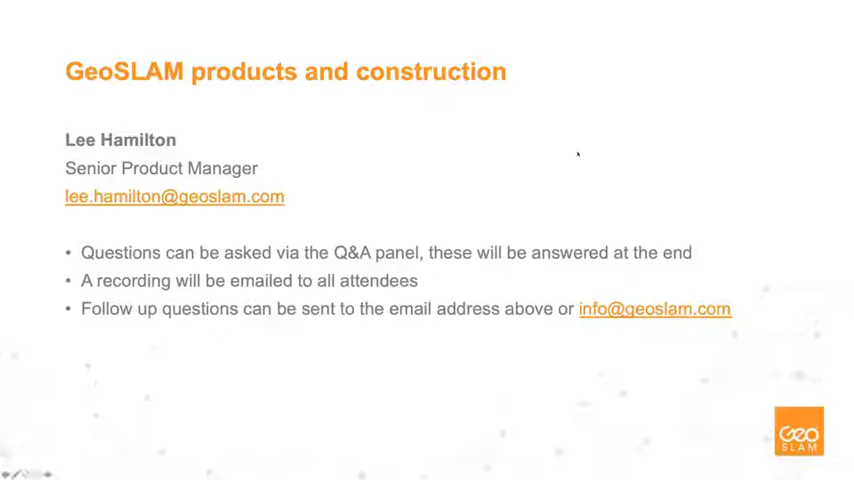 GeoSLAM products and construction
Lee Hamilton
Senior Product Manager
lee.hamilton@geoslam.com
• Questions can be asked via the Q&A panel, these will be answered at the end
• A recording will be emailed to all attendees
• Follow up questions can be sent to the email address above or info@geoslam.com
Geo
SLAM